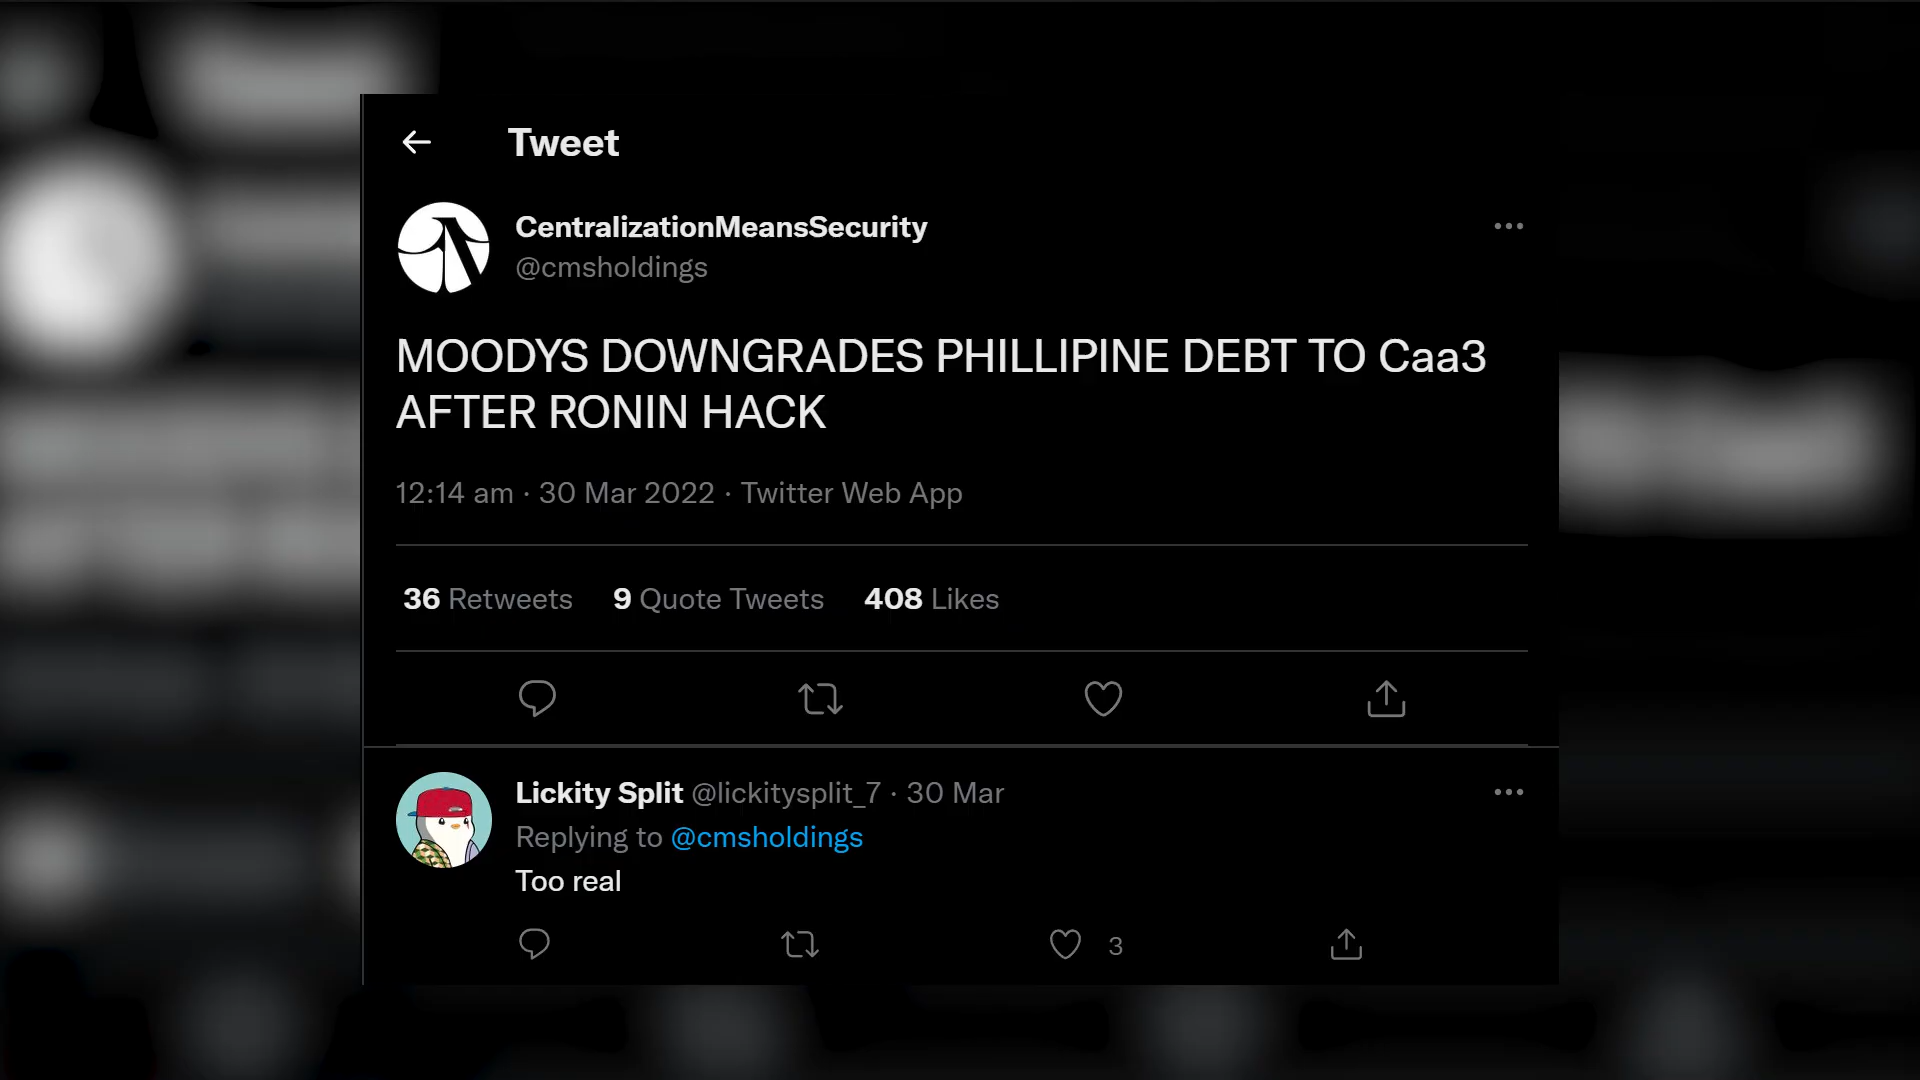 Tweet
CentralizationMeansSecurity
@cmsholdings
MOODYS DOWNGRADES PHILLIPINE DEBT TO Caa3
AFTER RONIN HACK
12:14 am · 30 Mar 2022 · Twitter Web App
36 Retweets 9 Quote Tweets 408 Likes
Lickity Split @lickitysplit_7 · 30 Mar
Replying to @cmsholdings
Too real
3